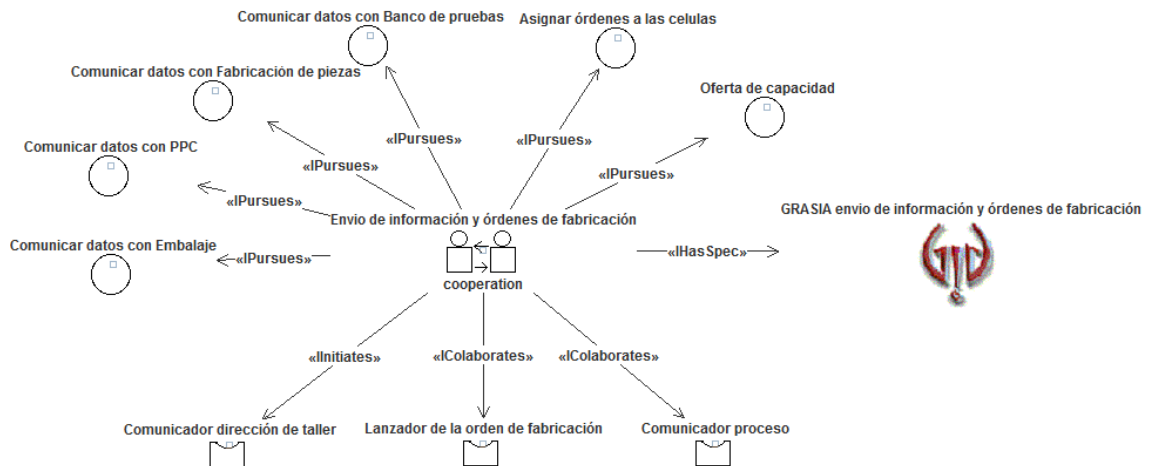 Comunicar datos con Banco de pruebas
Asignar órdenes a las celulas
Comunicar datos con Fabricación de piezas
Oferta de capacidad
«IPursues»
«IPursues»
Comunicar datos con PPC
«IPursues»
«IPursues»
«IPursues»
Envio de información y órdenes de fabricación
GRASIA envio de información y órdenes de fabricación
Comunicar datos con Embalaje
«IPursues»
«IHasSpec»
cooperation
«IInitiates»
«IColaborates»
«IColaborates»
Comunicador dirección de taller
Lanzador de la orden de fabricación
Comunicador proceso